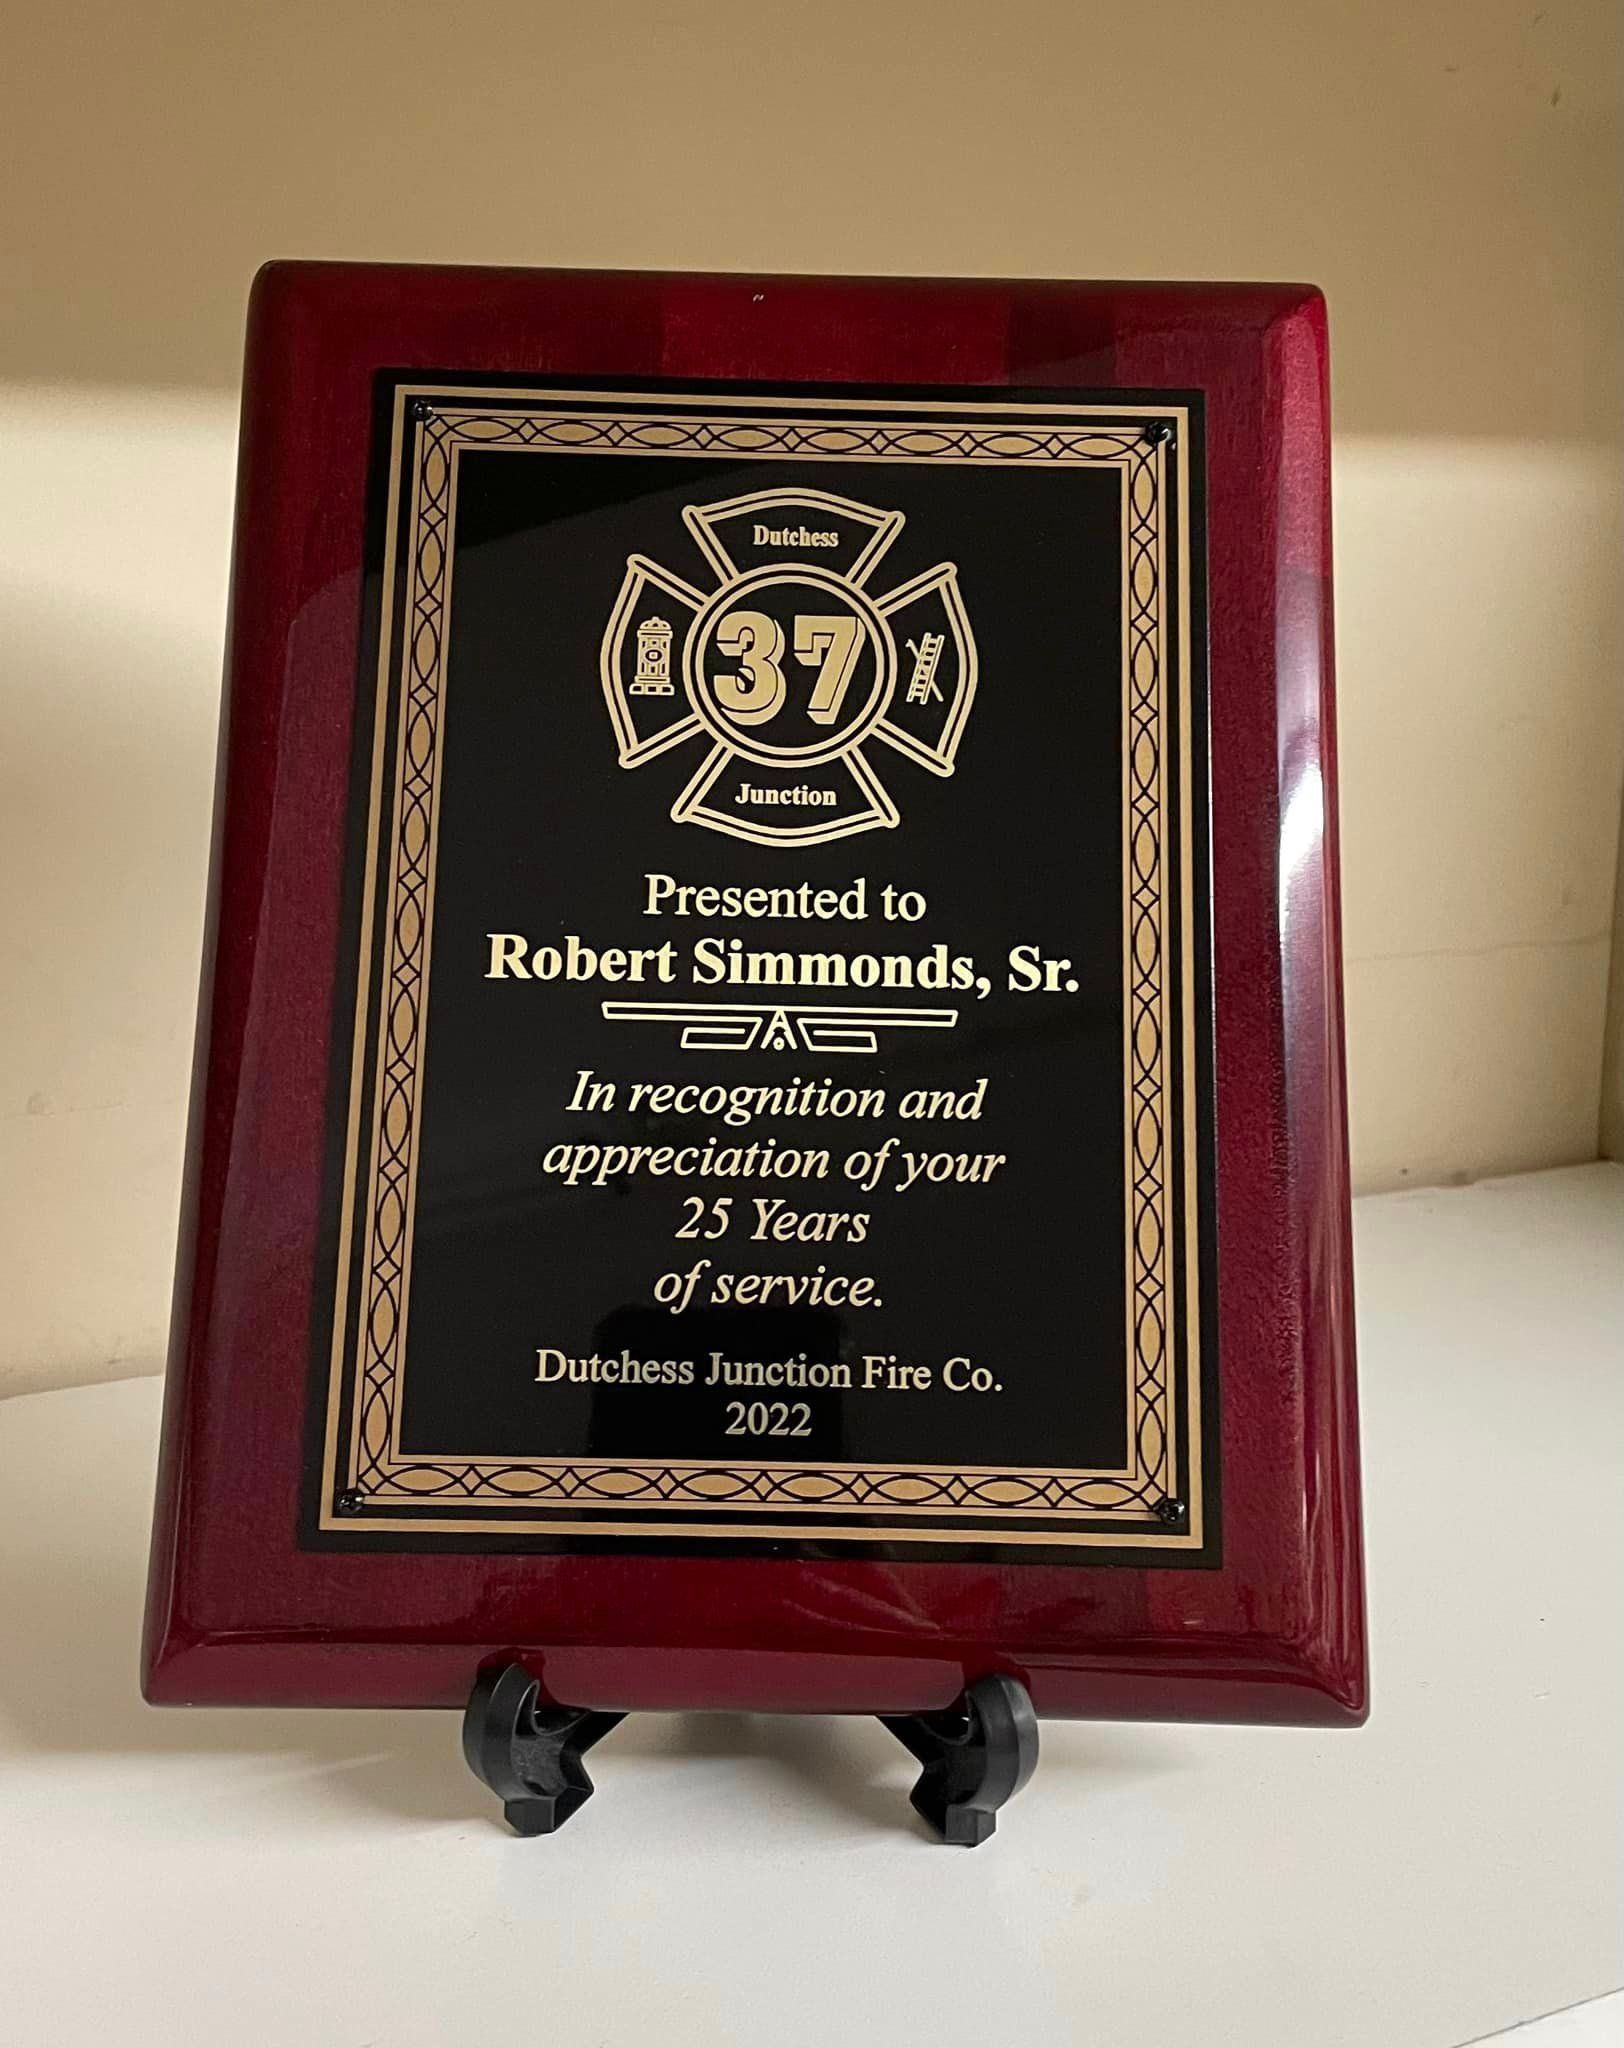 Dutchess
37
Junction
Presented to
Robert Simmonds, Sr.
In recognition and
appreciation of your
25 Years
of service.
Dutchess Junction Fire Co.
2022